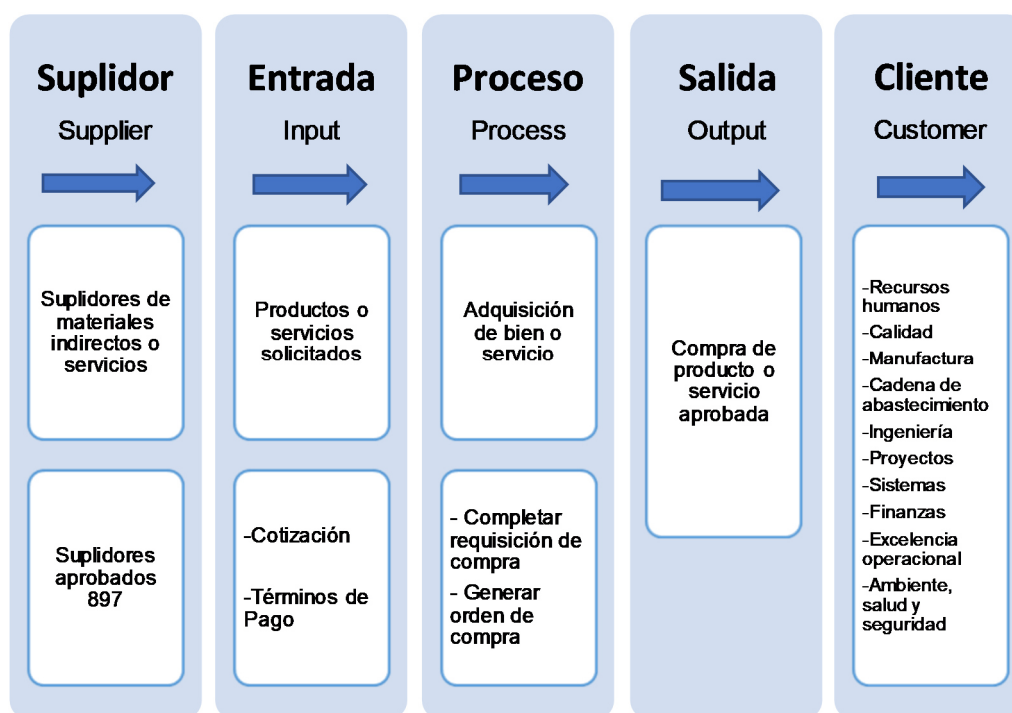 Suplidor
Supplier
Suplidores de
materiales
indirectos o
servicios
Suplidores
aprobados
897
Entrada
Input
Productos o
servicios
solicitados
-Cotización
-Términos de
Pago
Proceso
Process
Adquisición
de bien o
servicio
- Completar
requisición de
compra
- Generar
orden de
compra
Salida
Output
Compra de
producto o
servicio
aprobada
Cliente
Customer
-Recursos
humanos
-Calidad
-Manufactura
-Cadena de
abastecimiento
-Ingeniería
-Proyectos
-Sistemas
-Finanzas
-Excelencia
operacional
-Ambiente,
salud y
seguridad